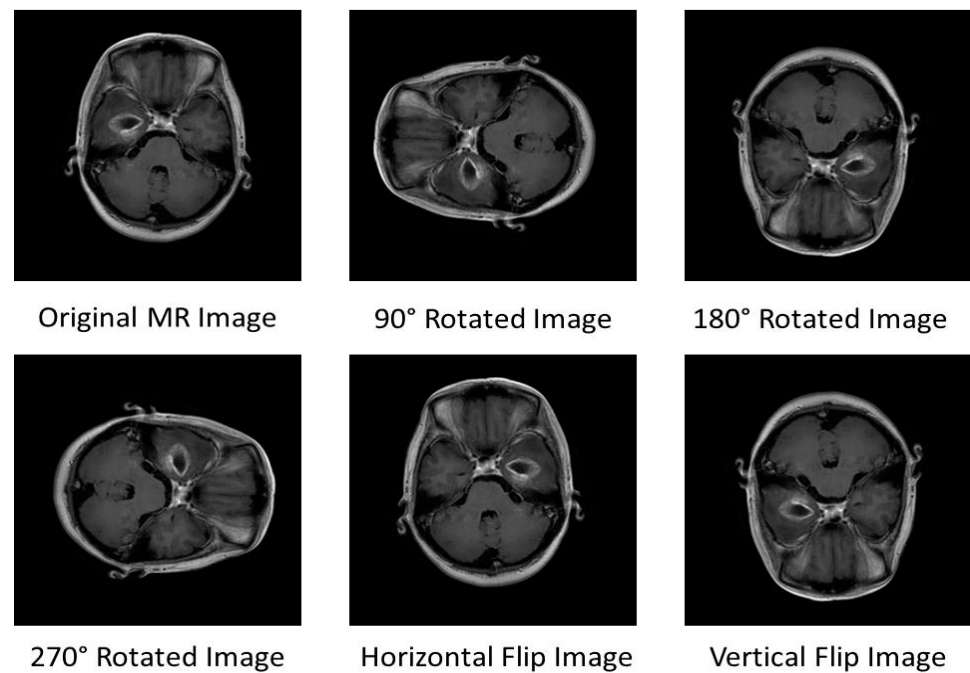 Original MR Image
90° Rotated Image
180° Rotated Image
270° Rotated Image
Horizontal Flip Image
Vertical Flip Image